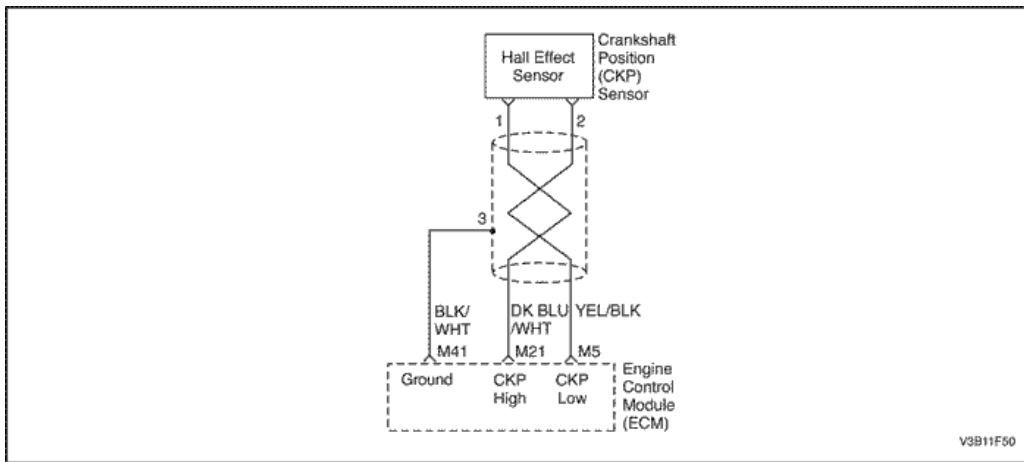 Hall Effect
Sensor
Crankshaft
Position
(CKP)
Sensor
1
2
3
BLK/
WHT
DK BLU
/WHT
YEL/BLK
M41
M21
M5
Ground
CKP
High
CKP
Low
Engine
Control
Module
(ECM)
V3B11F50